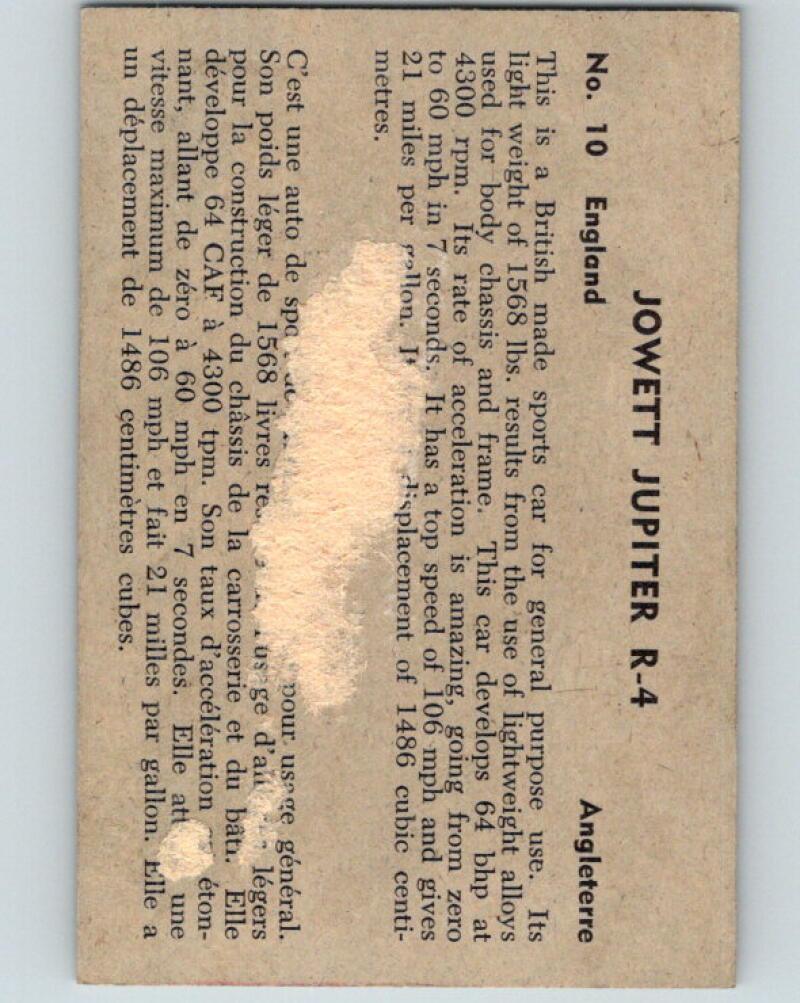 JOWETT JUPITER R-4
No. 10 England Angleterre
This is a British made sports car for general purpose use. Its
light weight of 1568 lbs. results from the use of lightweight alloys
used for body chassis and frame. This car develops 64 bhp at
4300 rpm. Its rate of acceleration is amazing, going from zero
to 60 mph in 7 seconds. It has a top speed of 106 mph and gives
21 miles per gallon. displacement of 1486 cubic centi-
metres.
C'est une auto de pour usage général.
Son poids léger de 1568 livres l'usage légers
pour la construction du châssis de la carrosserie et du bâti. Elle
développe 64 CAF à 4300 tpm. Son taux d'accélération éton-
nant, allant de zéro à 60 mph en 7 secondes. Elle une
vitesse maximum de 106 mph et fait 21 milles par gallon. Elle a
un déplacement de 1486 centimètres cubes.